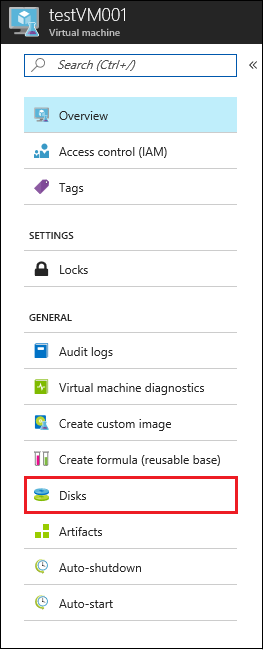 testVM001
Virtual machine
Search (Ctrl+/)
«
Overview
Access control (IAM)
Tags
SETTINGS
Locks
GENERAL
Audit logs
Virtual machine diagnostics
Create custom image
Create formula (reusable base)
Disks
Artifacts
Auto-shutdown
Auto-start